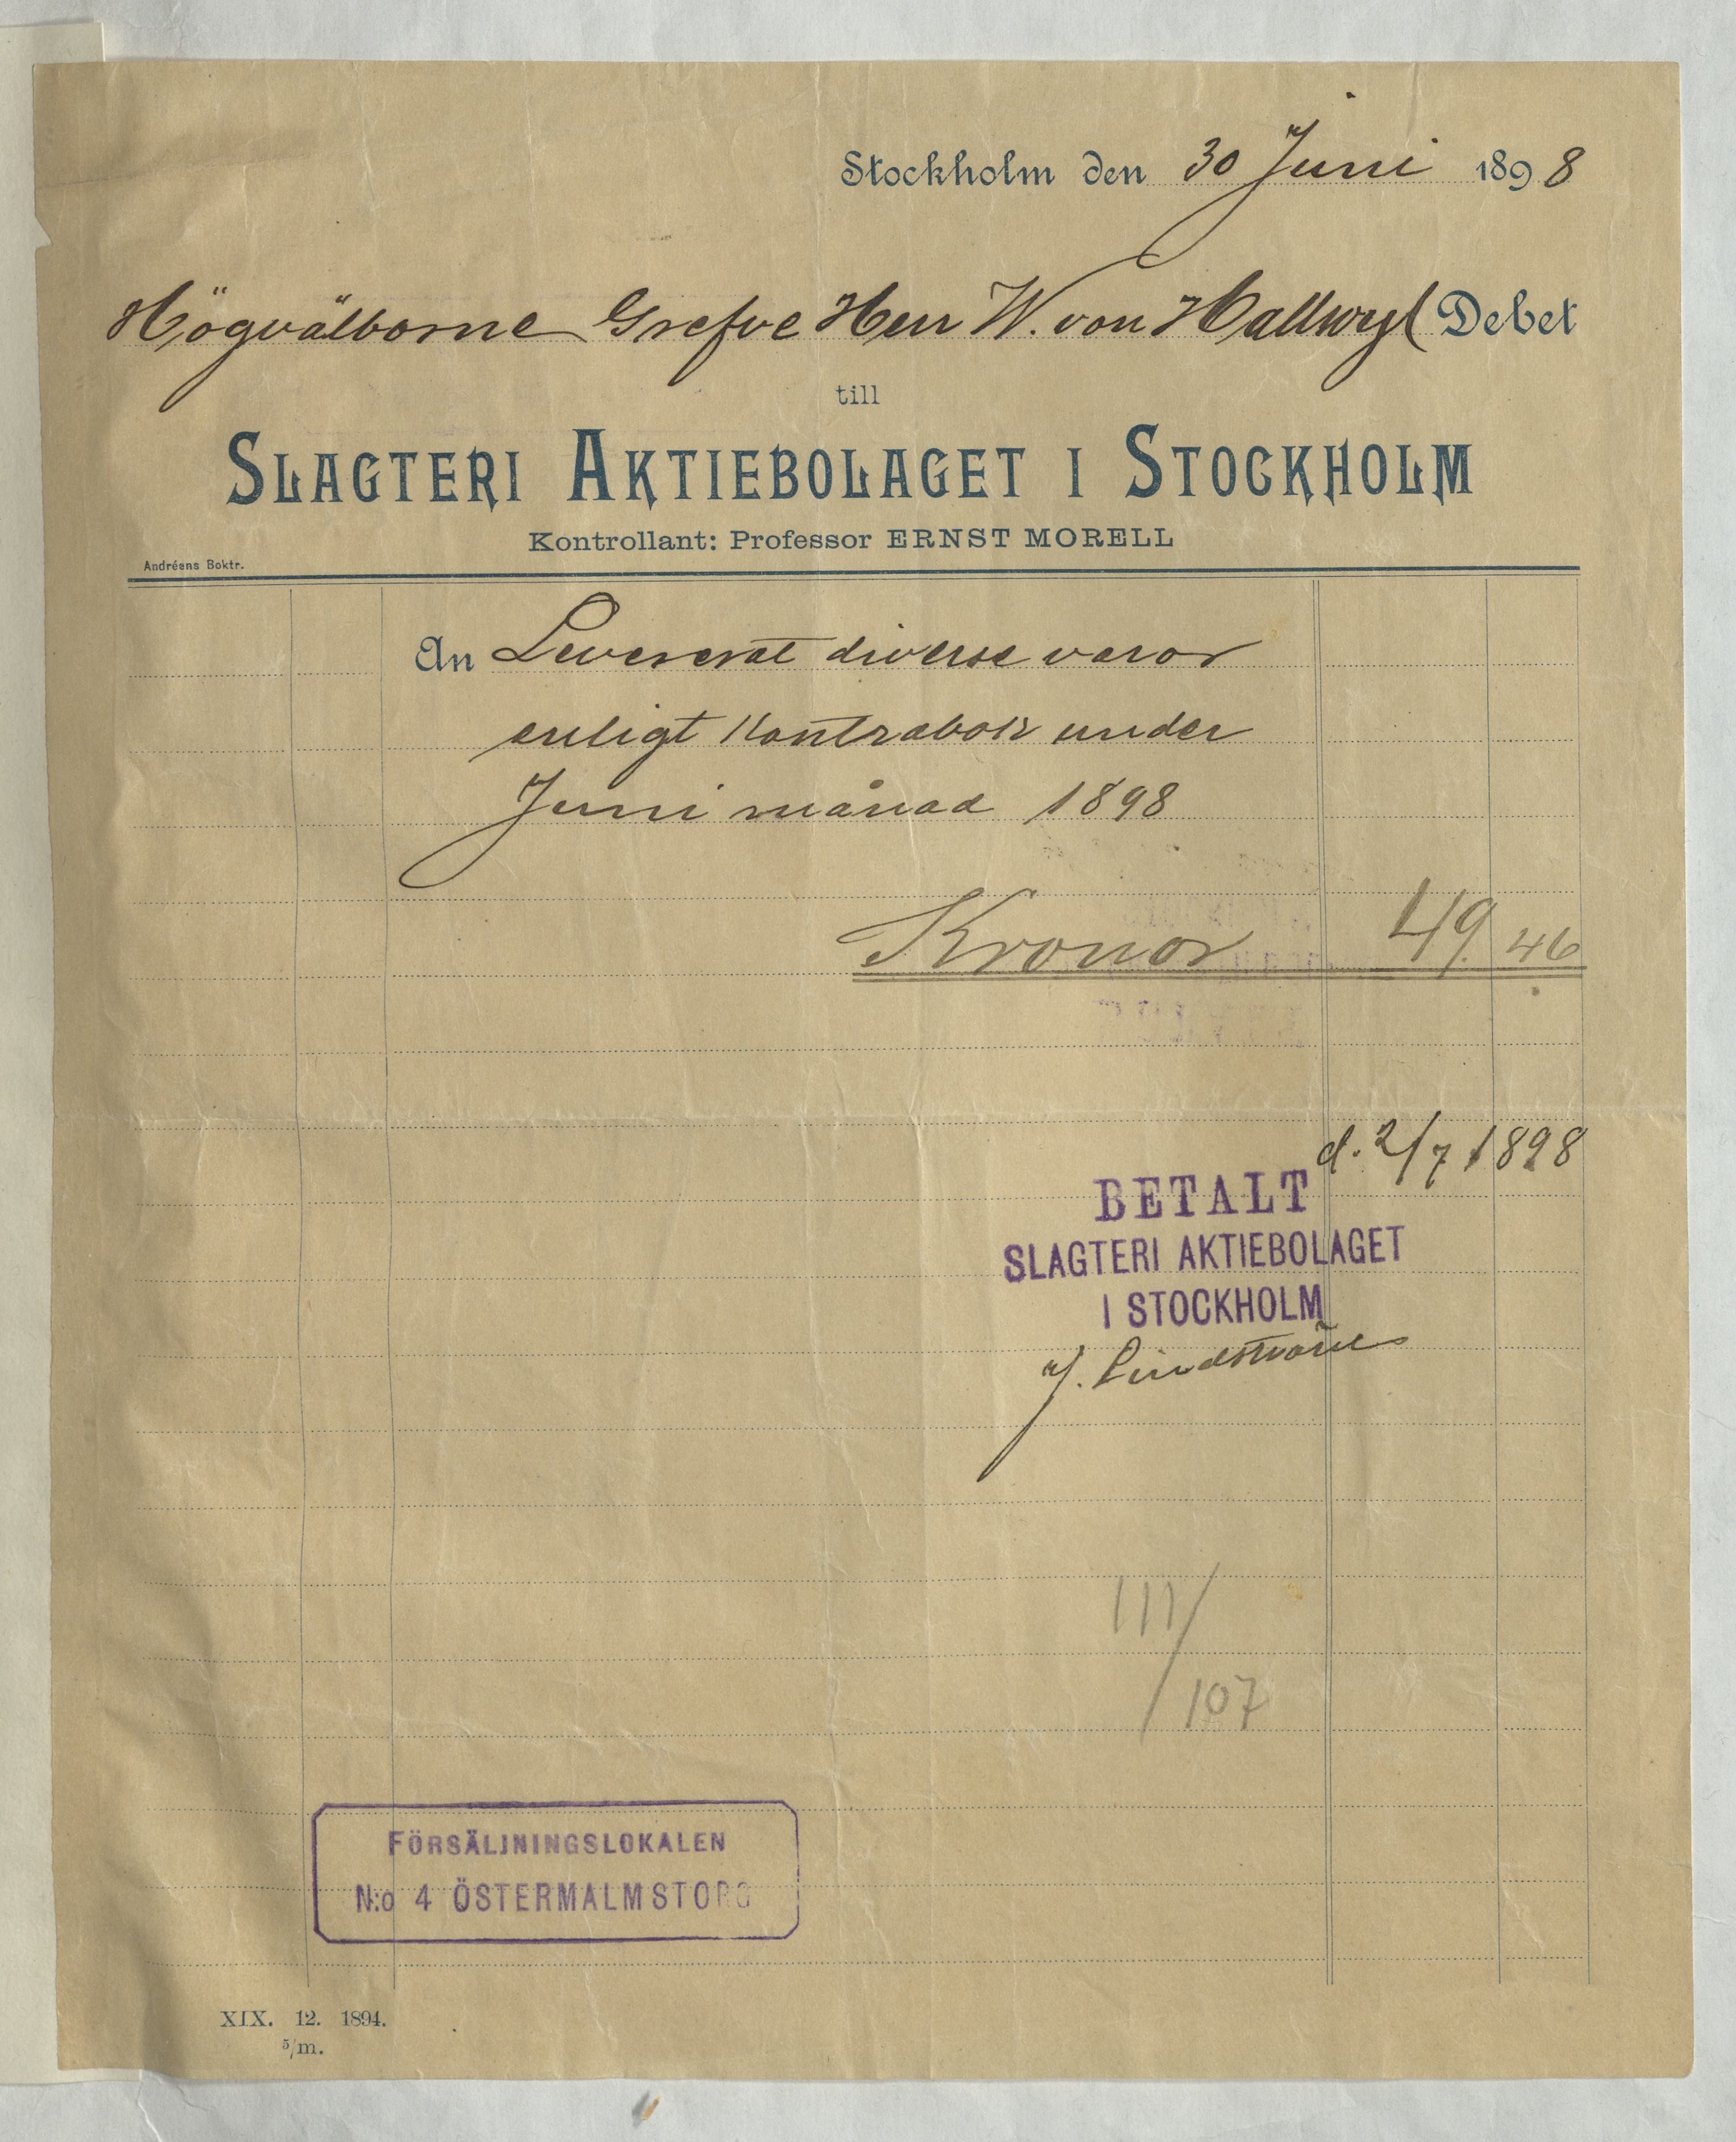 Stockholm den 30 Juni 1898
Högvälborne Grefve Herr W. von Hallwyl Debet
till
SLAGTERI AKTIEBOLAGET I STOCKHOLM
Kontrollant: Professor ERNST MORELL
Andréens Boktr.
An Levererat diverse varor
enligt Kontrabok under
Juni månad 1898
Kronor 49.46
d. 2/7 1898
BETALT
SLAGTERI AKTIEBOLAGET
I STOCKHOLM
J. Lindström
111/107
FÖRSÄLJNINGSLOKALEN
N:o 4 ÖSTERMALMSTORG
XIX. 12. 1894.
5/m.